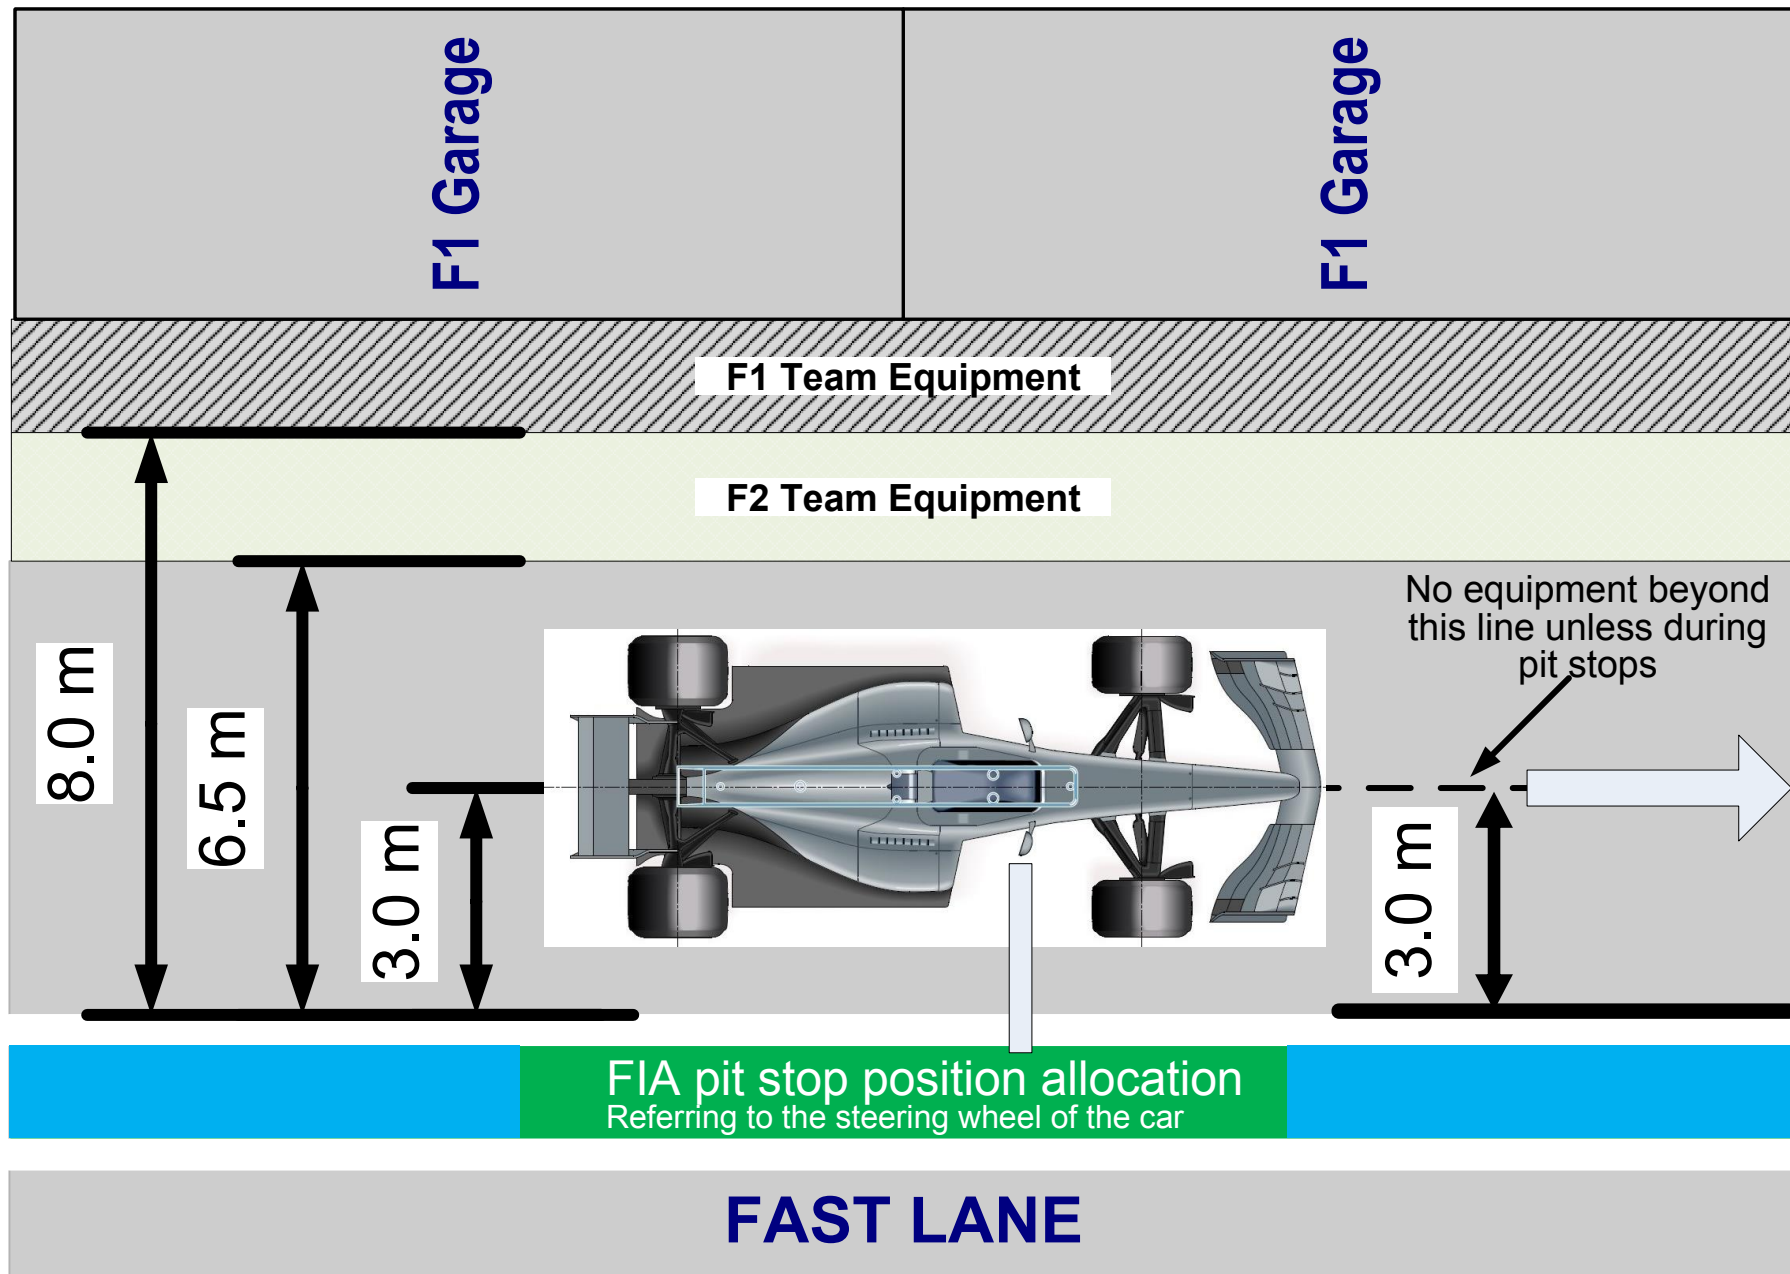 F1 Garage
F1 Garage
F1 Team Equipment
F2 Team Equipment
No equipment beyond
this line unless during
pit stops
8.0 m
6.5 m
3.0 m
3.0 m
FIA pit stop position allocation
Referring to the steering wheel of the car
FAST LANE